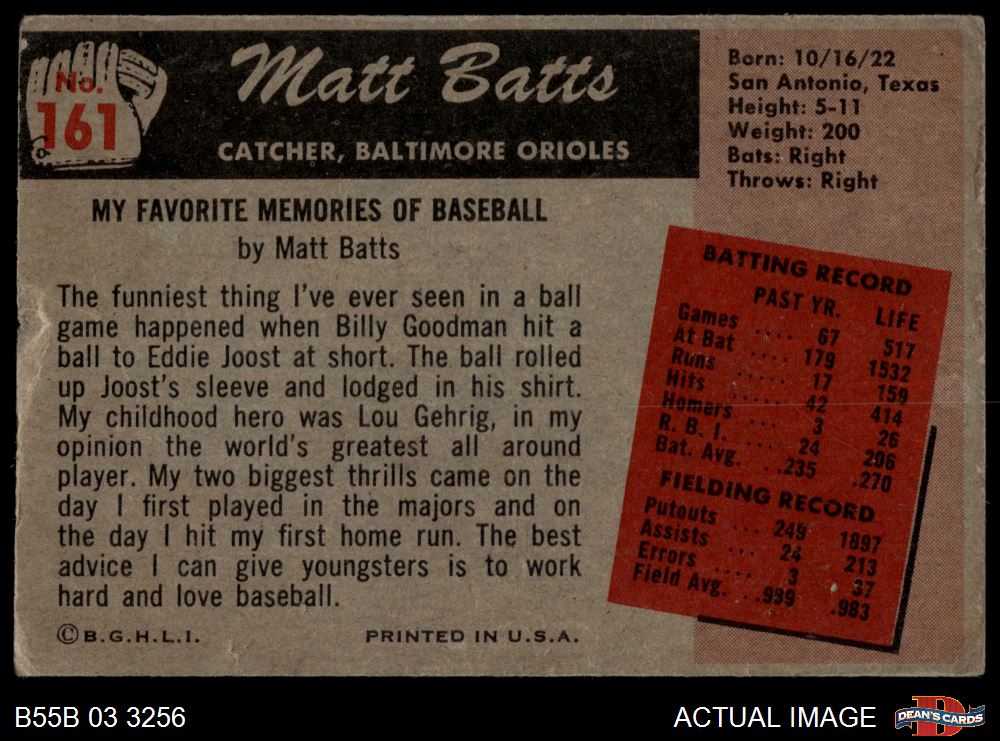 No.
161
Matt Batts
CATCHER, BALTIMORE ORIOLES
Born: 10/16/22
San Antonio, Texas
Height: 5-11
Weight: 200
Bats: Right
Throws: Right
MY FAVORITE MEMORIES OF BASEBALL
by Matt Batts
The funniest thing I've ever seen in a ball
game happened when Billy Goodman hit a
ball to Eddie Joost at short. The ball rolled
up Joost's sleeve and lodged in his shirt.
My childhood hero was Lou Gehrig, in my
opinion the world's greatest all around
player. My two biggest thrills came on the
day I first played in the majors and on
the day I hit my first home run. The best
advice I can give youngsters is to work
hard and love baseball.
©B.G.H.L.I. PRINTED IN U.S.A.
BATTING RECORD
PAST YR. LIFE
Games .... 67 517
At Bat .... 179 1532
Runs ..... 17 159
Hits ..... 42 414
Homers ... 3 26
R. B. I. ... 24 206
Bat. Avg. ..235 .270
FIELDING RECORD
Putouts ... 249 1897
Assists ... 24 213
Errors .... 3 37
Field Avg. ..939 .983
B55B 03 3256
ACTUAL IMAGE
D
DEAN'S CARDS